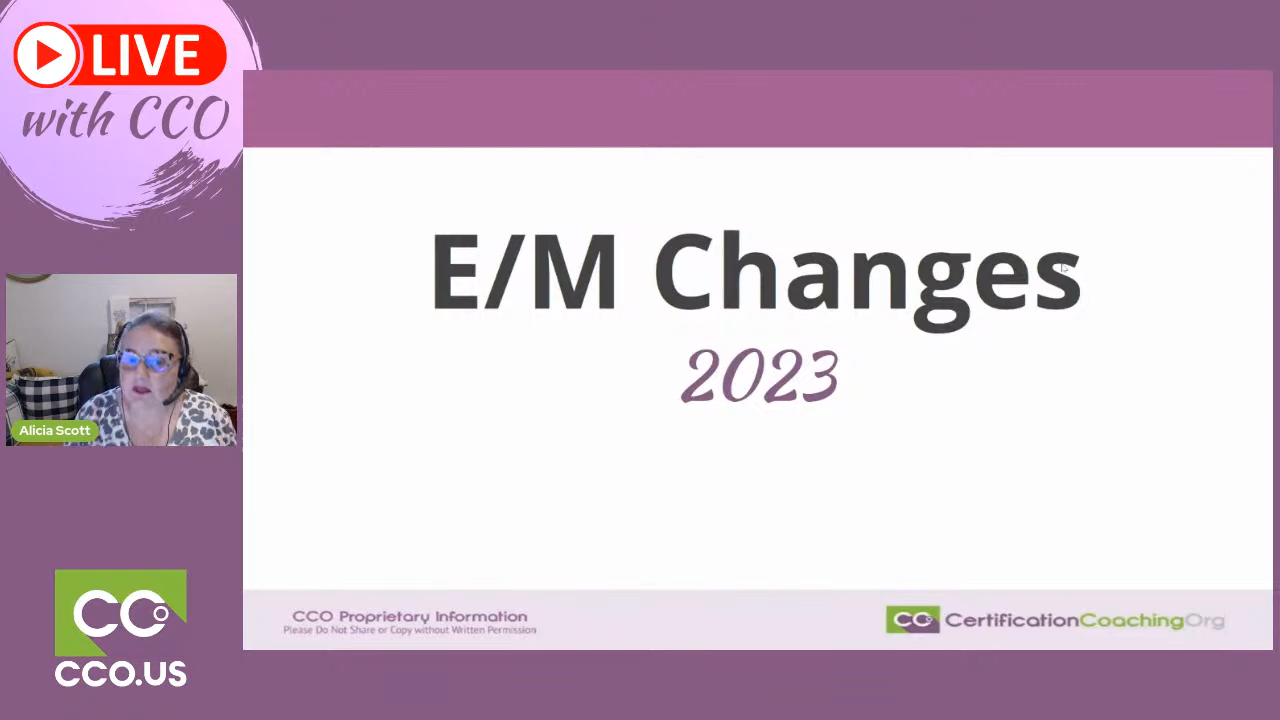 LIVE
with CCO
E/M Changes
2023
Alicia Scott
CCO
CCO.US
CCO Proprietary Information
Please Do Not Share or Copy without Written Permission
CCO CertificationCoachingOrg